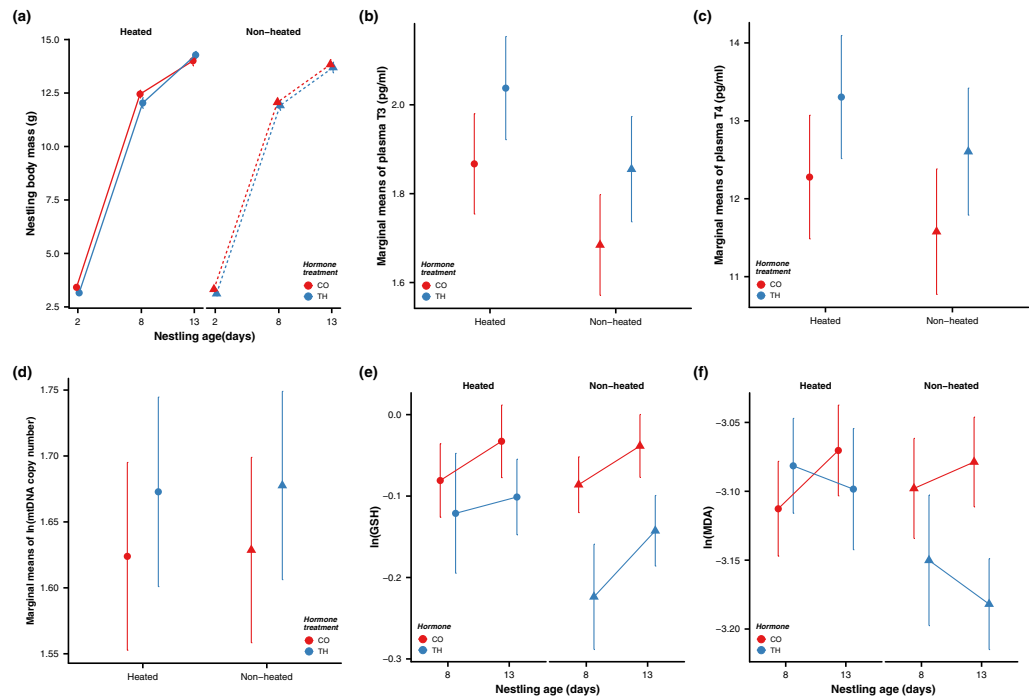 (a)
Heated
Non−heated
Nestling body mass (g)
15.0
12.5
10.0
7.5
5.0
2.5
2
8
13
2
8
13
Nestling age(days)
Hormone
treatment
CO
TH
(b)
Marginal means of plasma T3 (pg/ml)
2.0
1.8
1.6
Heated
Non−heated
Hormone
treatment
CO
TH
(c)
Marginal means of plasma T4 (pg/ml)
14
13
12
11
Heated
Non−heated
Hormone
treatment
CO
TH
(d)
Marginal means of ln(mtDNA copy number)
1.75
1.70
1.65
1.60
1.55
Heated
Non−heated
Hormone
treatment
CO
TH
(e)
Heated
Non−heated
ln(GSH)
0.0
−0.1
−0.2
−0.3
8
13
8
13
Nestling age (days)
Hormone
CO
TH
(f)
Heated
Non−heated
ln(MDA)
−3.05
−3.10
−3.15
−3.20
8
13
8
13
Nestling age (days)
Hormone
CO
TH